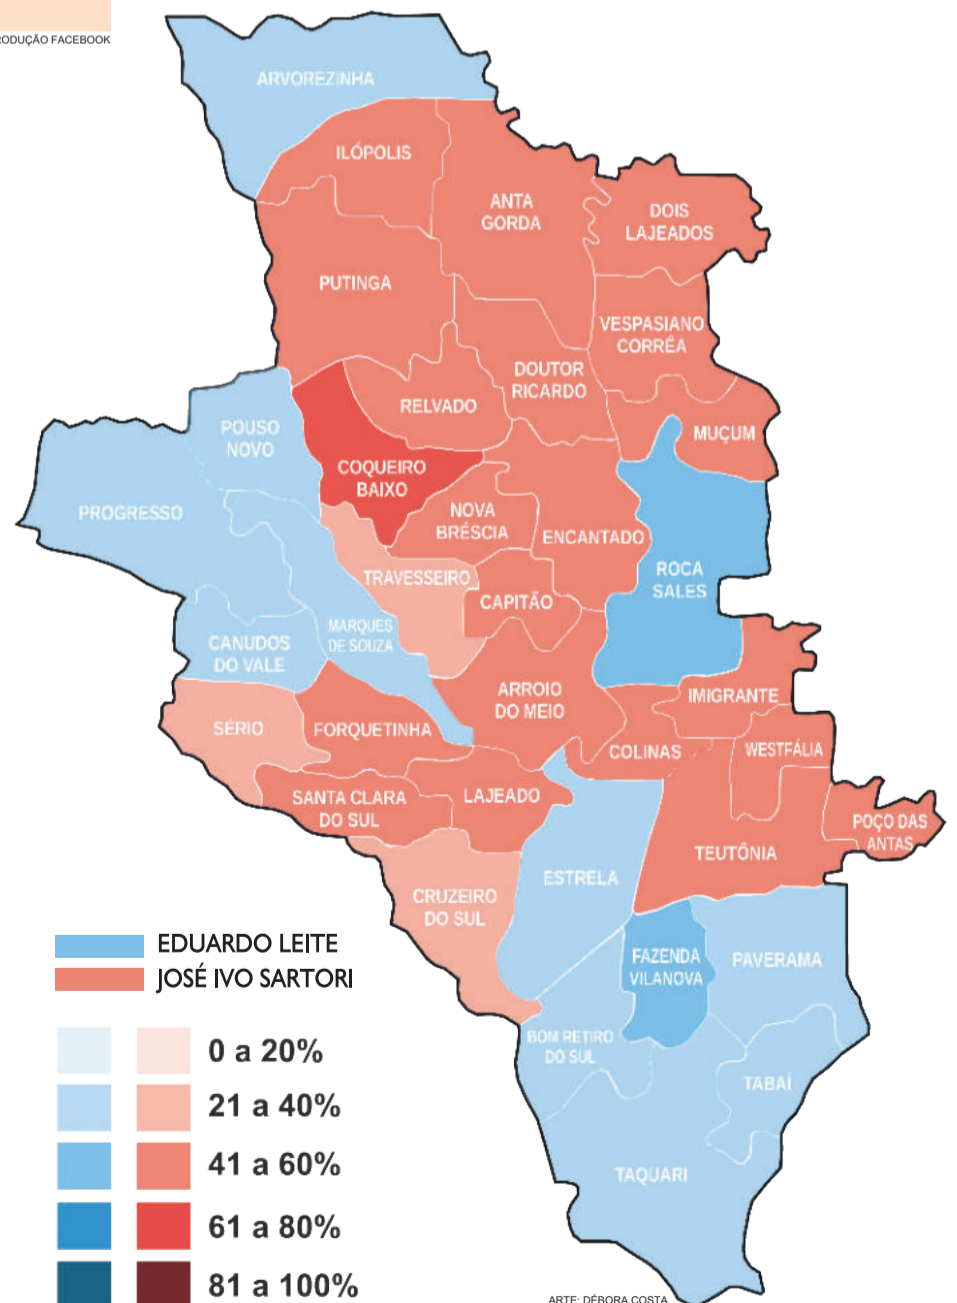 RODUÇÃO FACEBOOK
ARVOREZINHA
ILÓPOLIS
ANTA
GORDA
DOIS
LAJEADOS
PUTINGA
VESPASIANO
CORRÊA
DOUTOR
RICARDO
RELVADO
MUÇUM
POUSO
NOVO
COQUEIRO
BAIXO
PROGRESSO
NOVA
BRÉSCIA
ENCANTADO
ROCA
SALES
TRAVESSEIRO
CAPITÃO
MARQUES
DE SOUZA
CANUDOS
DO VALE
ARROIO
DO MEIO
IMIGRANTE
SÉRIO
FORQUETINHA
COLINAS
WESTFÁLIA
SANTA CLARA
DO SUL
LAJEADO
POÇO DAS
ANTAS
TEUTÔNIA
ESTRELA
CRUZEIRO
DO SUL
FAZENDA
VILANOVA
PAVERAMA
BOM RETIRO
DO SUL
TABAÍ
TAQUARI
EDUARDO LEITE
JOSÉ IVO SARTORI
0 a 20%
21 a 40%
41 a 60%
61 a 80%
81 a 100%
ARTE: DÉBORA COSTA